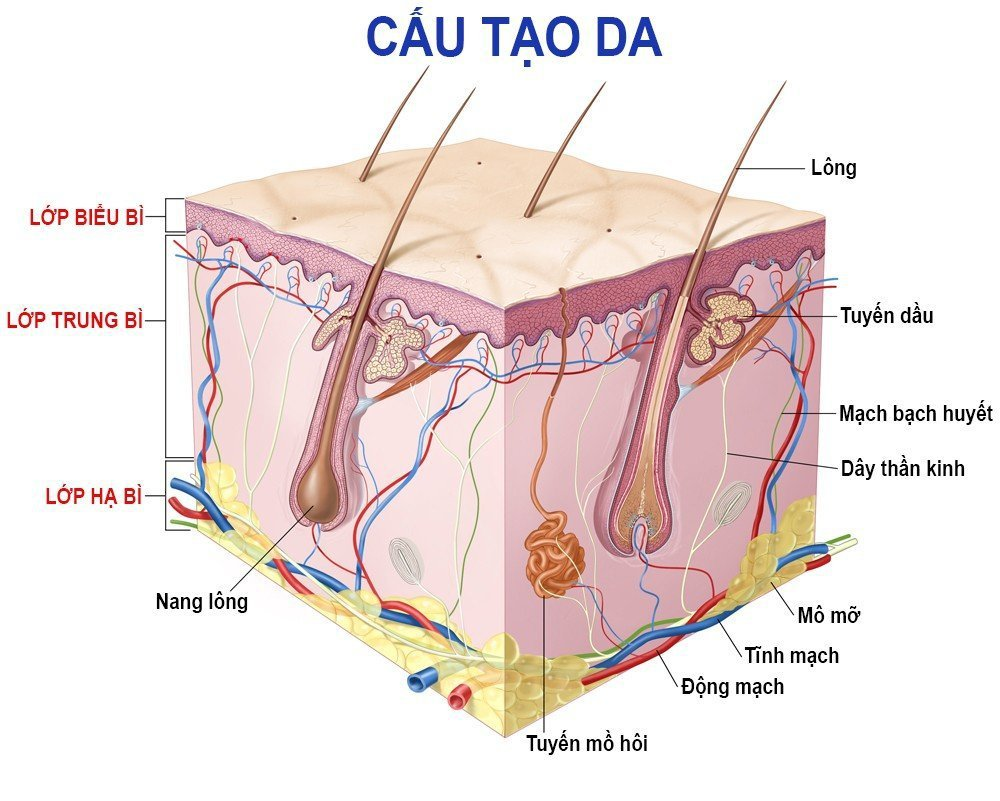 CẤU TẠO DA
Lông
LỚP BIỂU BÌ
LỚP TRUNG BÌ
Tuyến dầu
Mạch bạch huyết
Dây thần kinh
LỚP HẠ BÌ
Nang lông
Mô mỡ
Tĩnh mạch
Động mạch
Tuyến mồ hôi